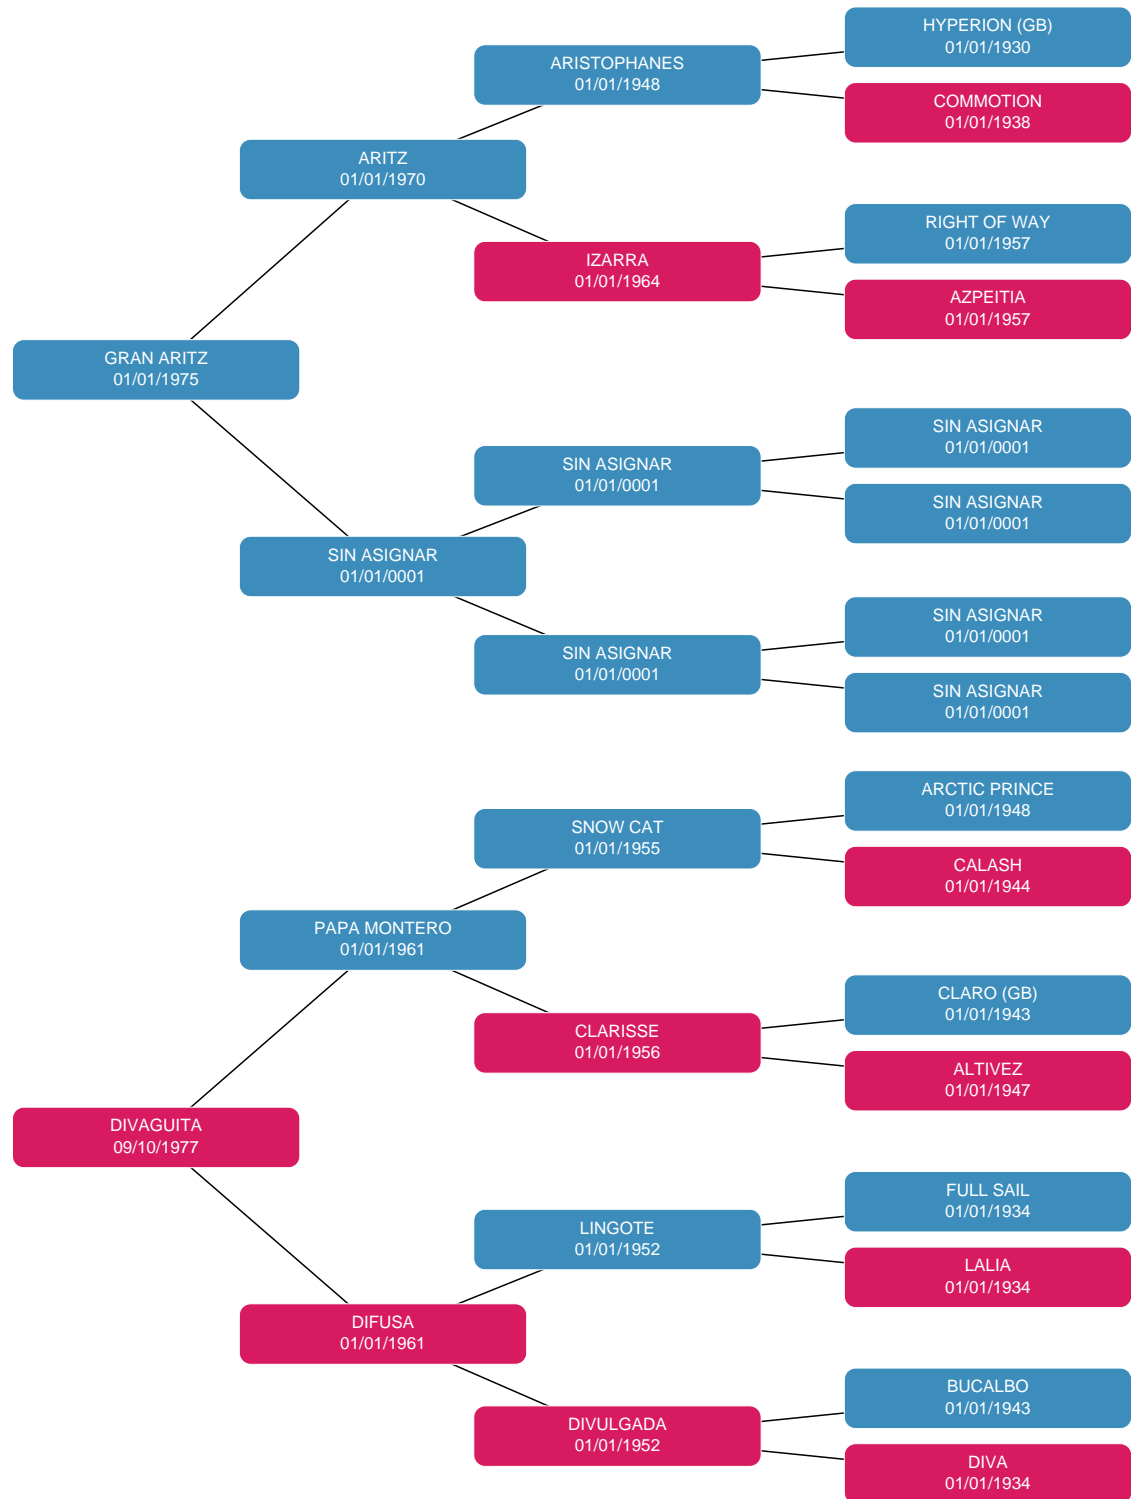 HYPERION (GB)
01/01/1930
ARISTOPHANES
01/01/1948
COMMOTION
01/01/1938
ARITZ
01/01/1970
RIGHT OF WAY
01/01/1957
IZARRA
01/01/1964
AZPEITIA
01/01/1957
GRAN ARITZ
01/01/1975
SIN ASIGNAR
01/01/0001
SIN ASIGNAR
01/01/0001
SIN ASIGNAR
01/01/0001
SIN ASIGNAR
01/01/0001
SIN ASIGNAR
01/01/0001
SIN ASIGNAR
01/01/0001
SIN ASIGNAR
01/01/0001
ARCTIC PRINCE
01/01/1948
SNOW CAT
01/01/1955
CALASH
01/01/1944
PAPA MONTERO
01/01/1961
CLARO (GB)
01/01/1943
CLARISSE
01/01/1956
ALTIVEZ
01/01/1947
DIVAGUITA
09/10/1977
FULL SAIL
01/01/1934
LINGOTE
01/01/1952
LALIA
01/01/1934
DIFUSA
01/01/1961
BUCALBO
01/01/1943
DIVULGADA
01/01/1952
DIVA
01/01/1934